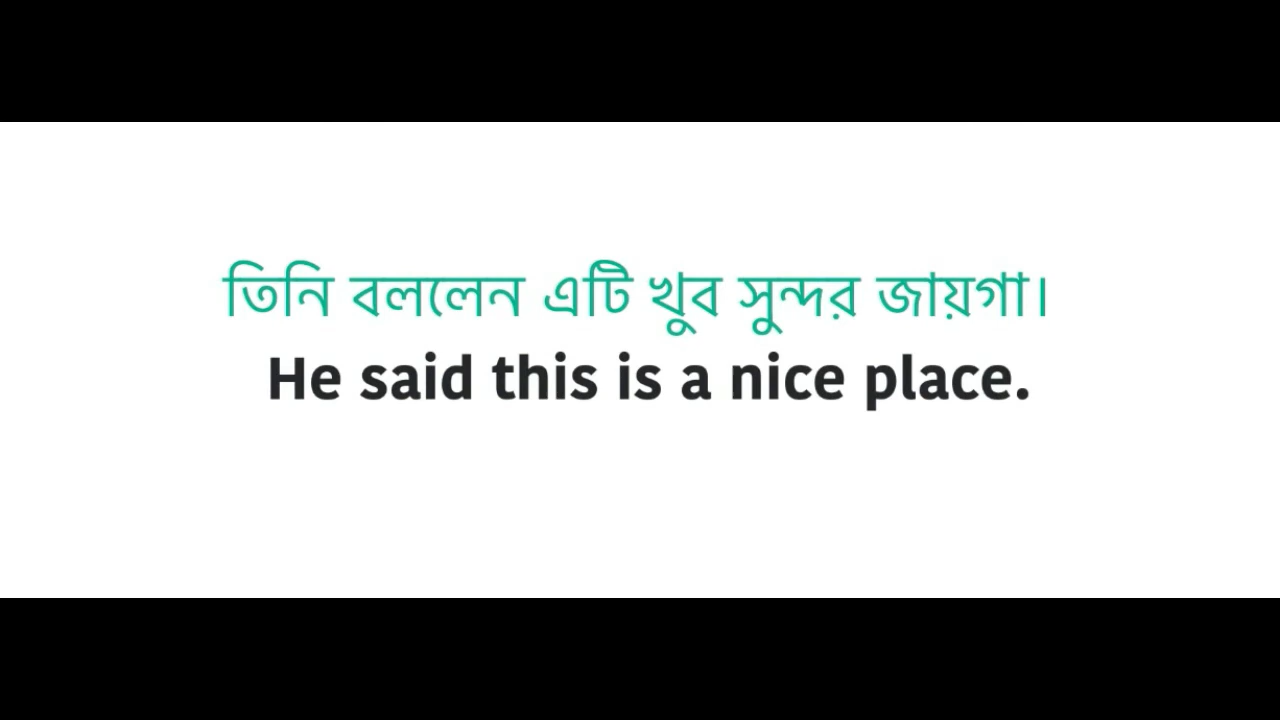 তিনি বললেন এটি খুব সুন্দর জায়গা।
He said this is a nice place.